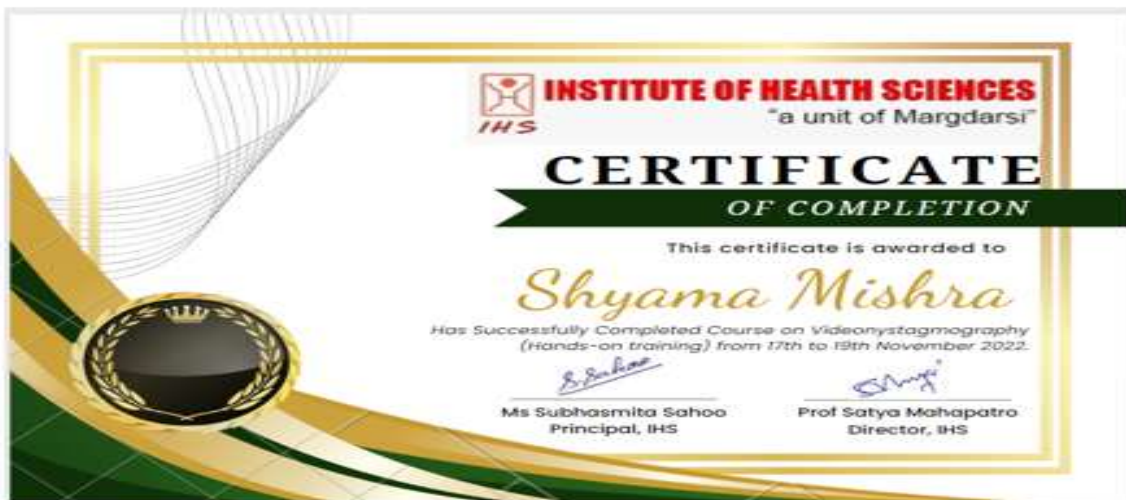 INSTITUTE OF HEALTH SCIENCES
IHS
"a unit of Margdarsi"
CERTIFICATE
OF COMPLETION
This certificate is awarded to
Shyama Mishra
Has Successfully Completed Course on Videonystagmography
(Hands-on training) from 17th to 19th November 2022.
S. Sahoo
Ms Subhasmita Sahoo
Principal, IHS
Prof Satya Mahapatro
Director, IHS